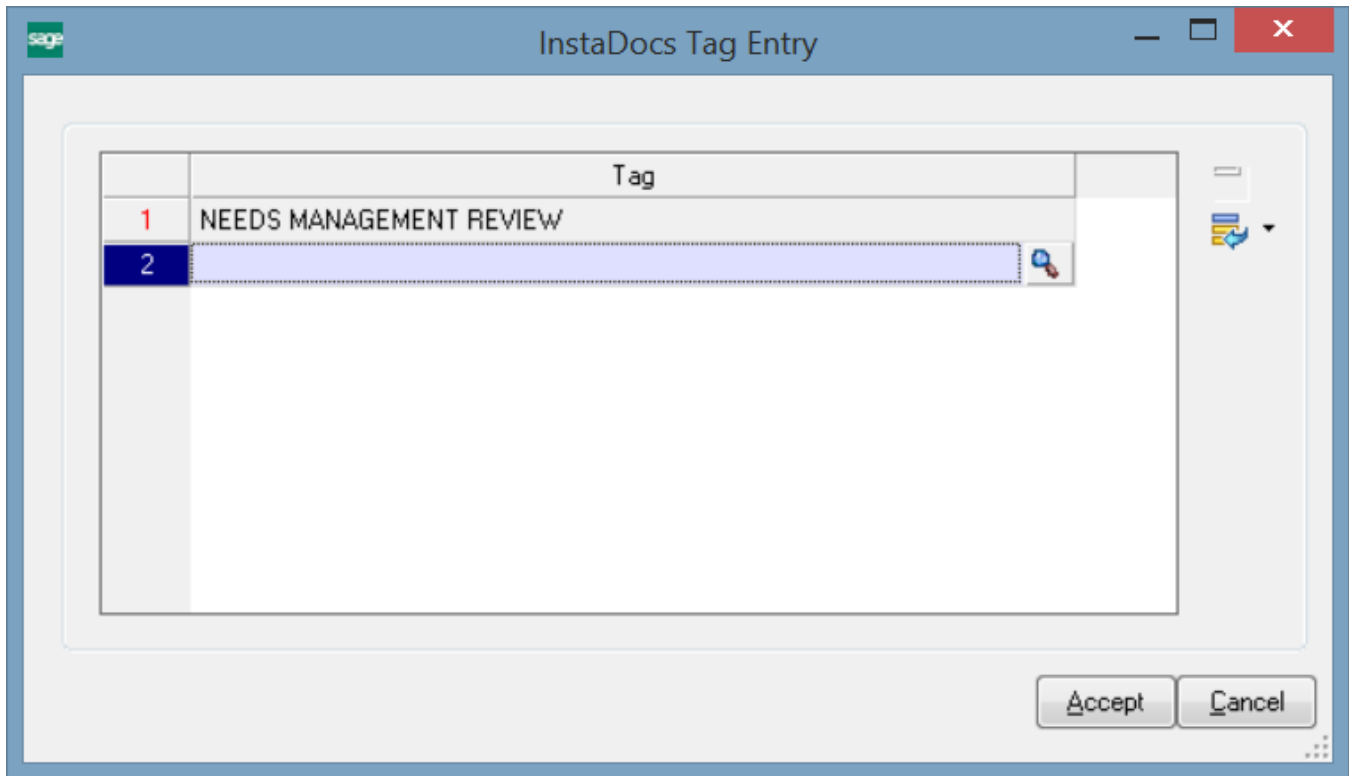 sage
InstaDocs Tag Entry
Tag
1 NEEDS MANAGEMENT REVIEW
2
Accept Cancel